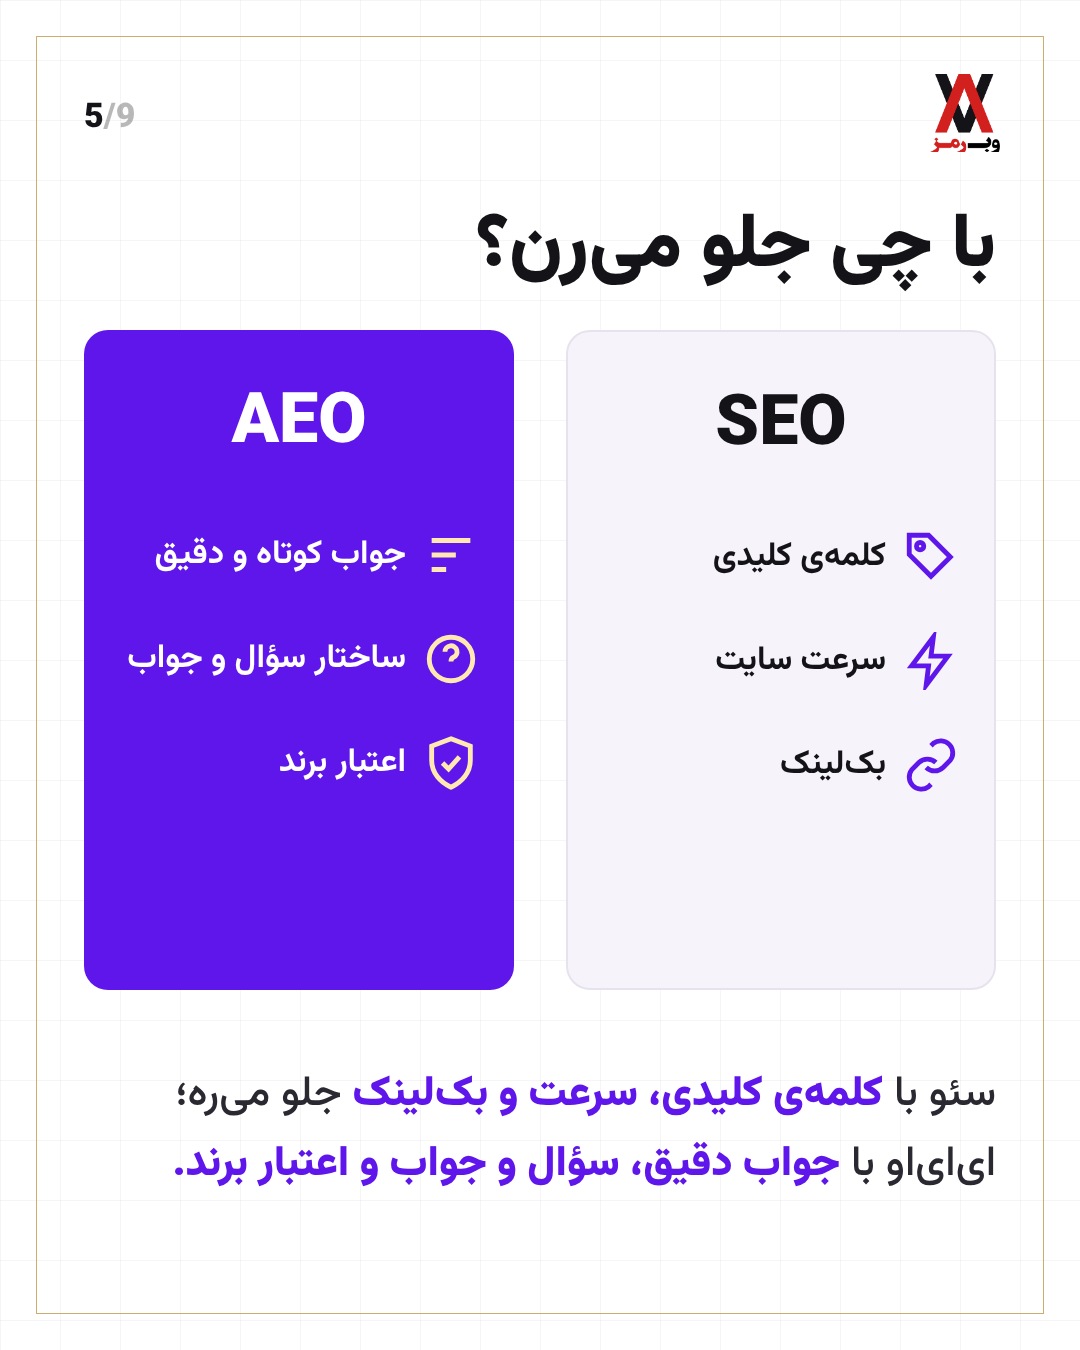 5/9
وب‌رمز
با چی جلو می‌رن؟
SEO
کلمه‌ی کلیدی
سرعت سایت
بک‌لینک
AEO
جواب کوتاه و دقیق
ساختار سؤال و جواب
اعتبار برند
سئو با کلمه‌ی کلیدی، سرعت و بک‌لینک جلو می‌ره؛
ای‌ای‌او با جواب دقیق، سؤال و جواب و اعتبار برند.